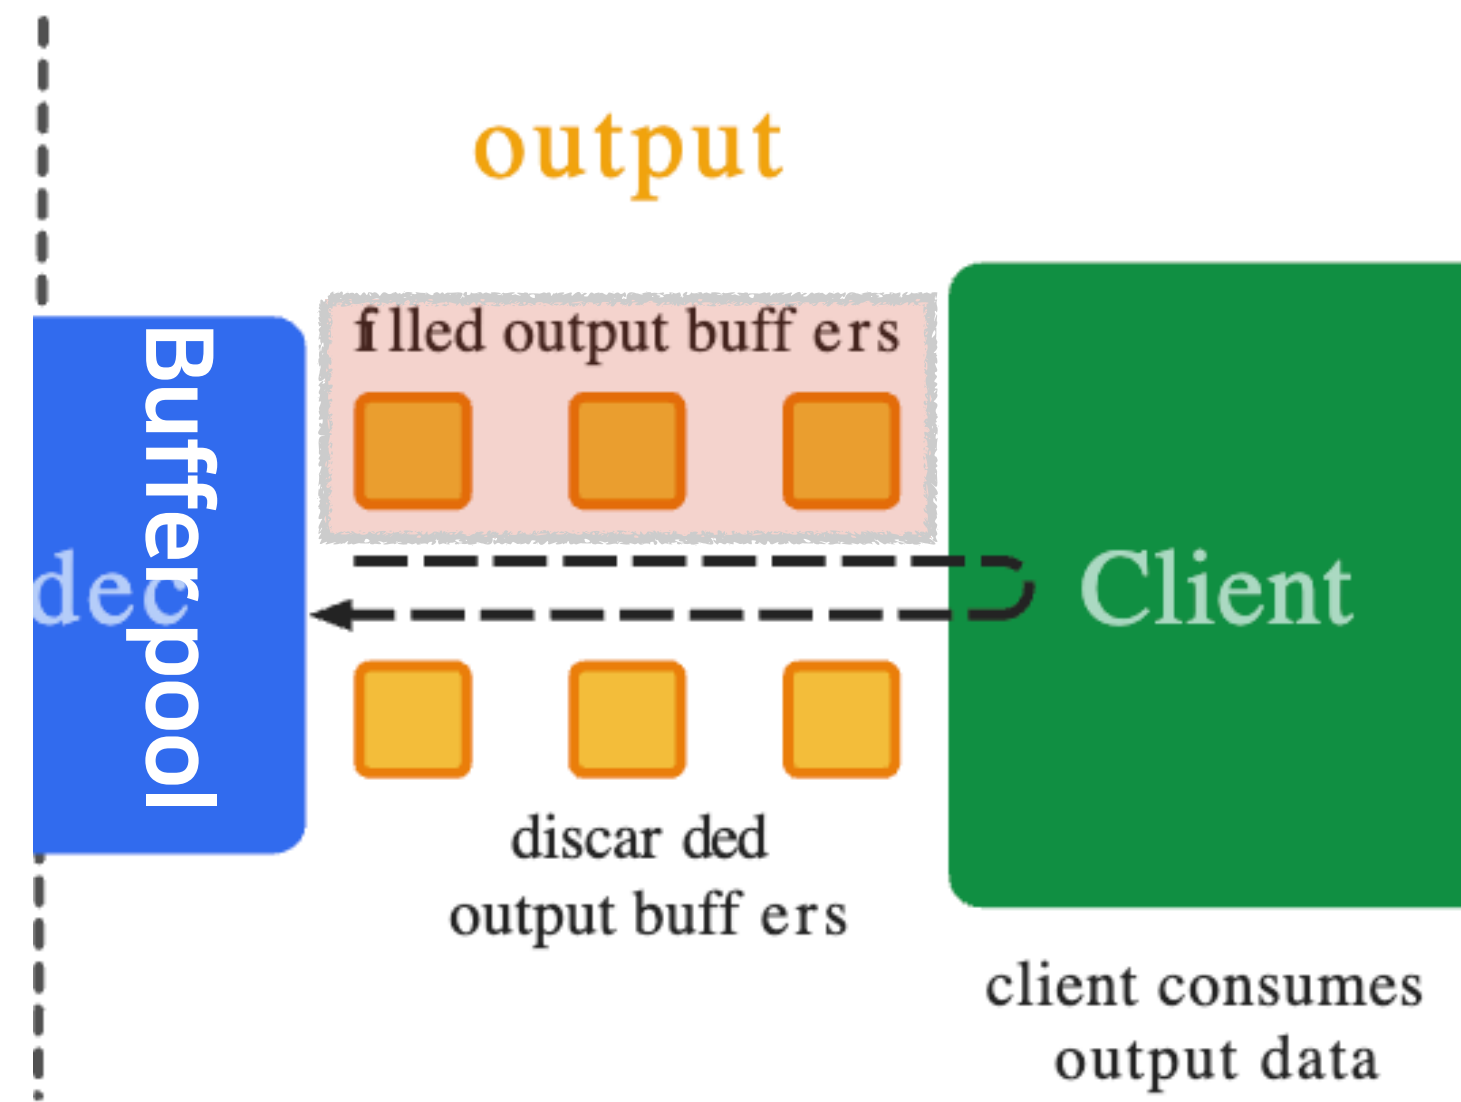 output
filled output buffers
Bufferpool
dec
Client
discarded
output buffers
client consumes
output data